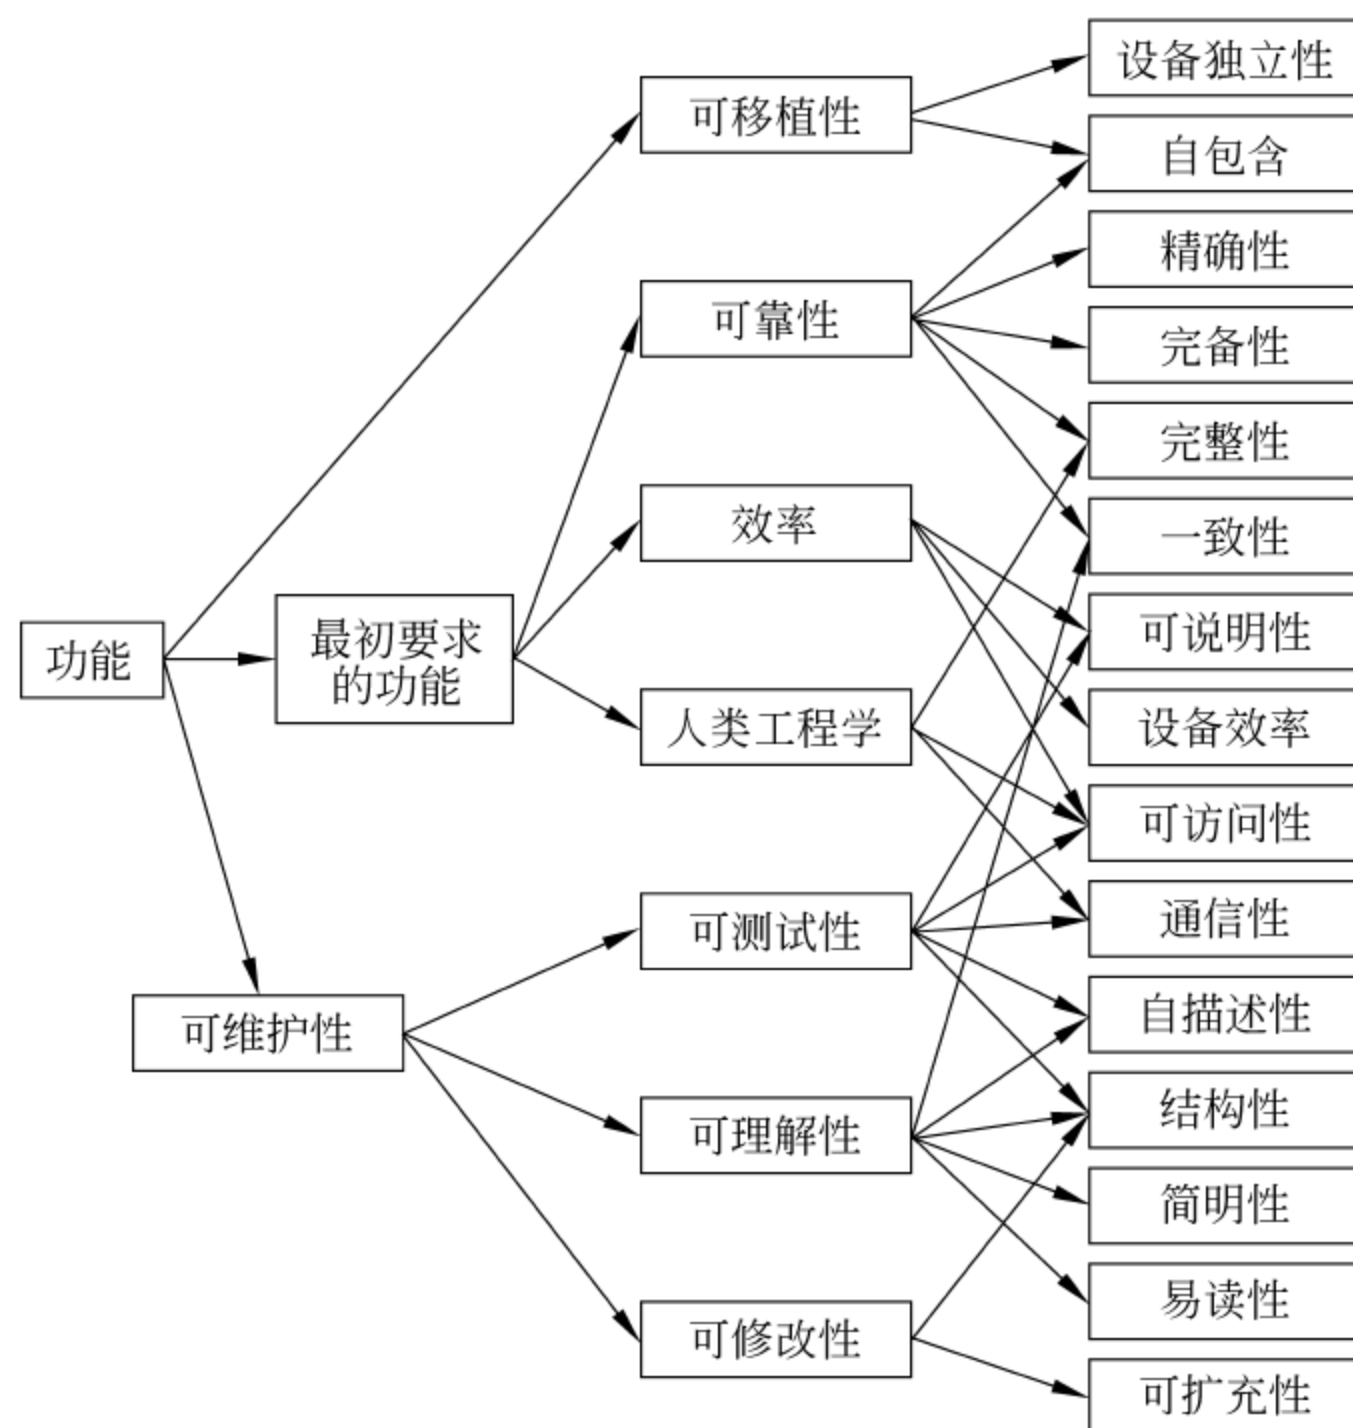 功能
最初要求
的功能
可维护性
可移植性
可靠性
效率
人类工程学
可测试性
可理解性
可修改性
设备独立性
自包含
精确性
完备性
完整性
一致性
可说明性
设备效率
可访问性
通信性
自描述性
结构性
简明性
易读性
可扩充性